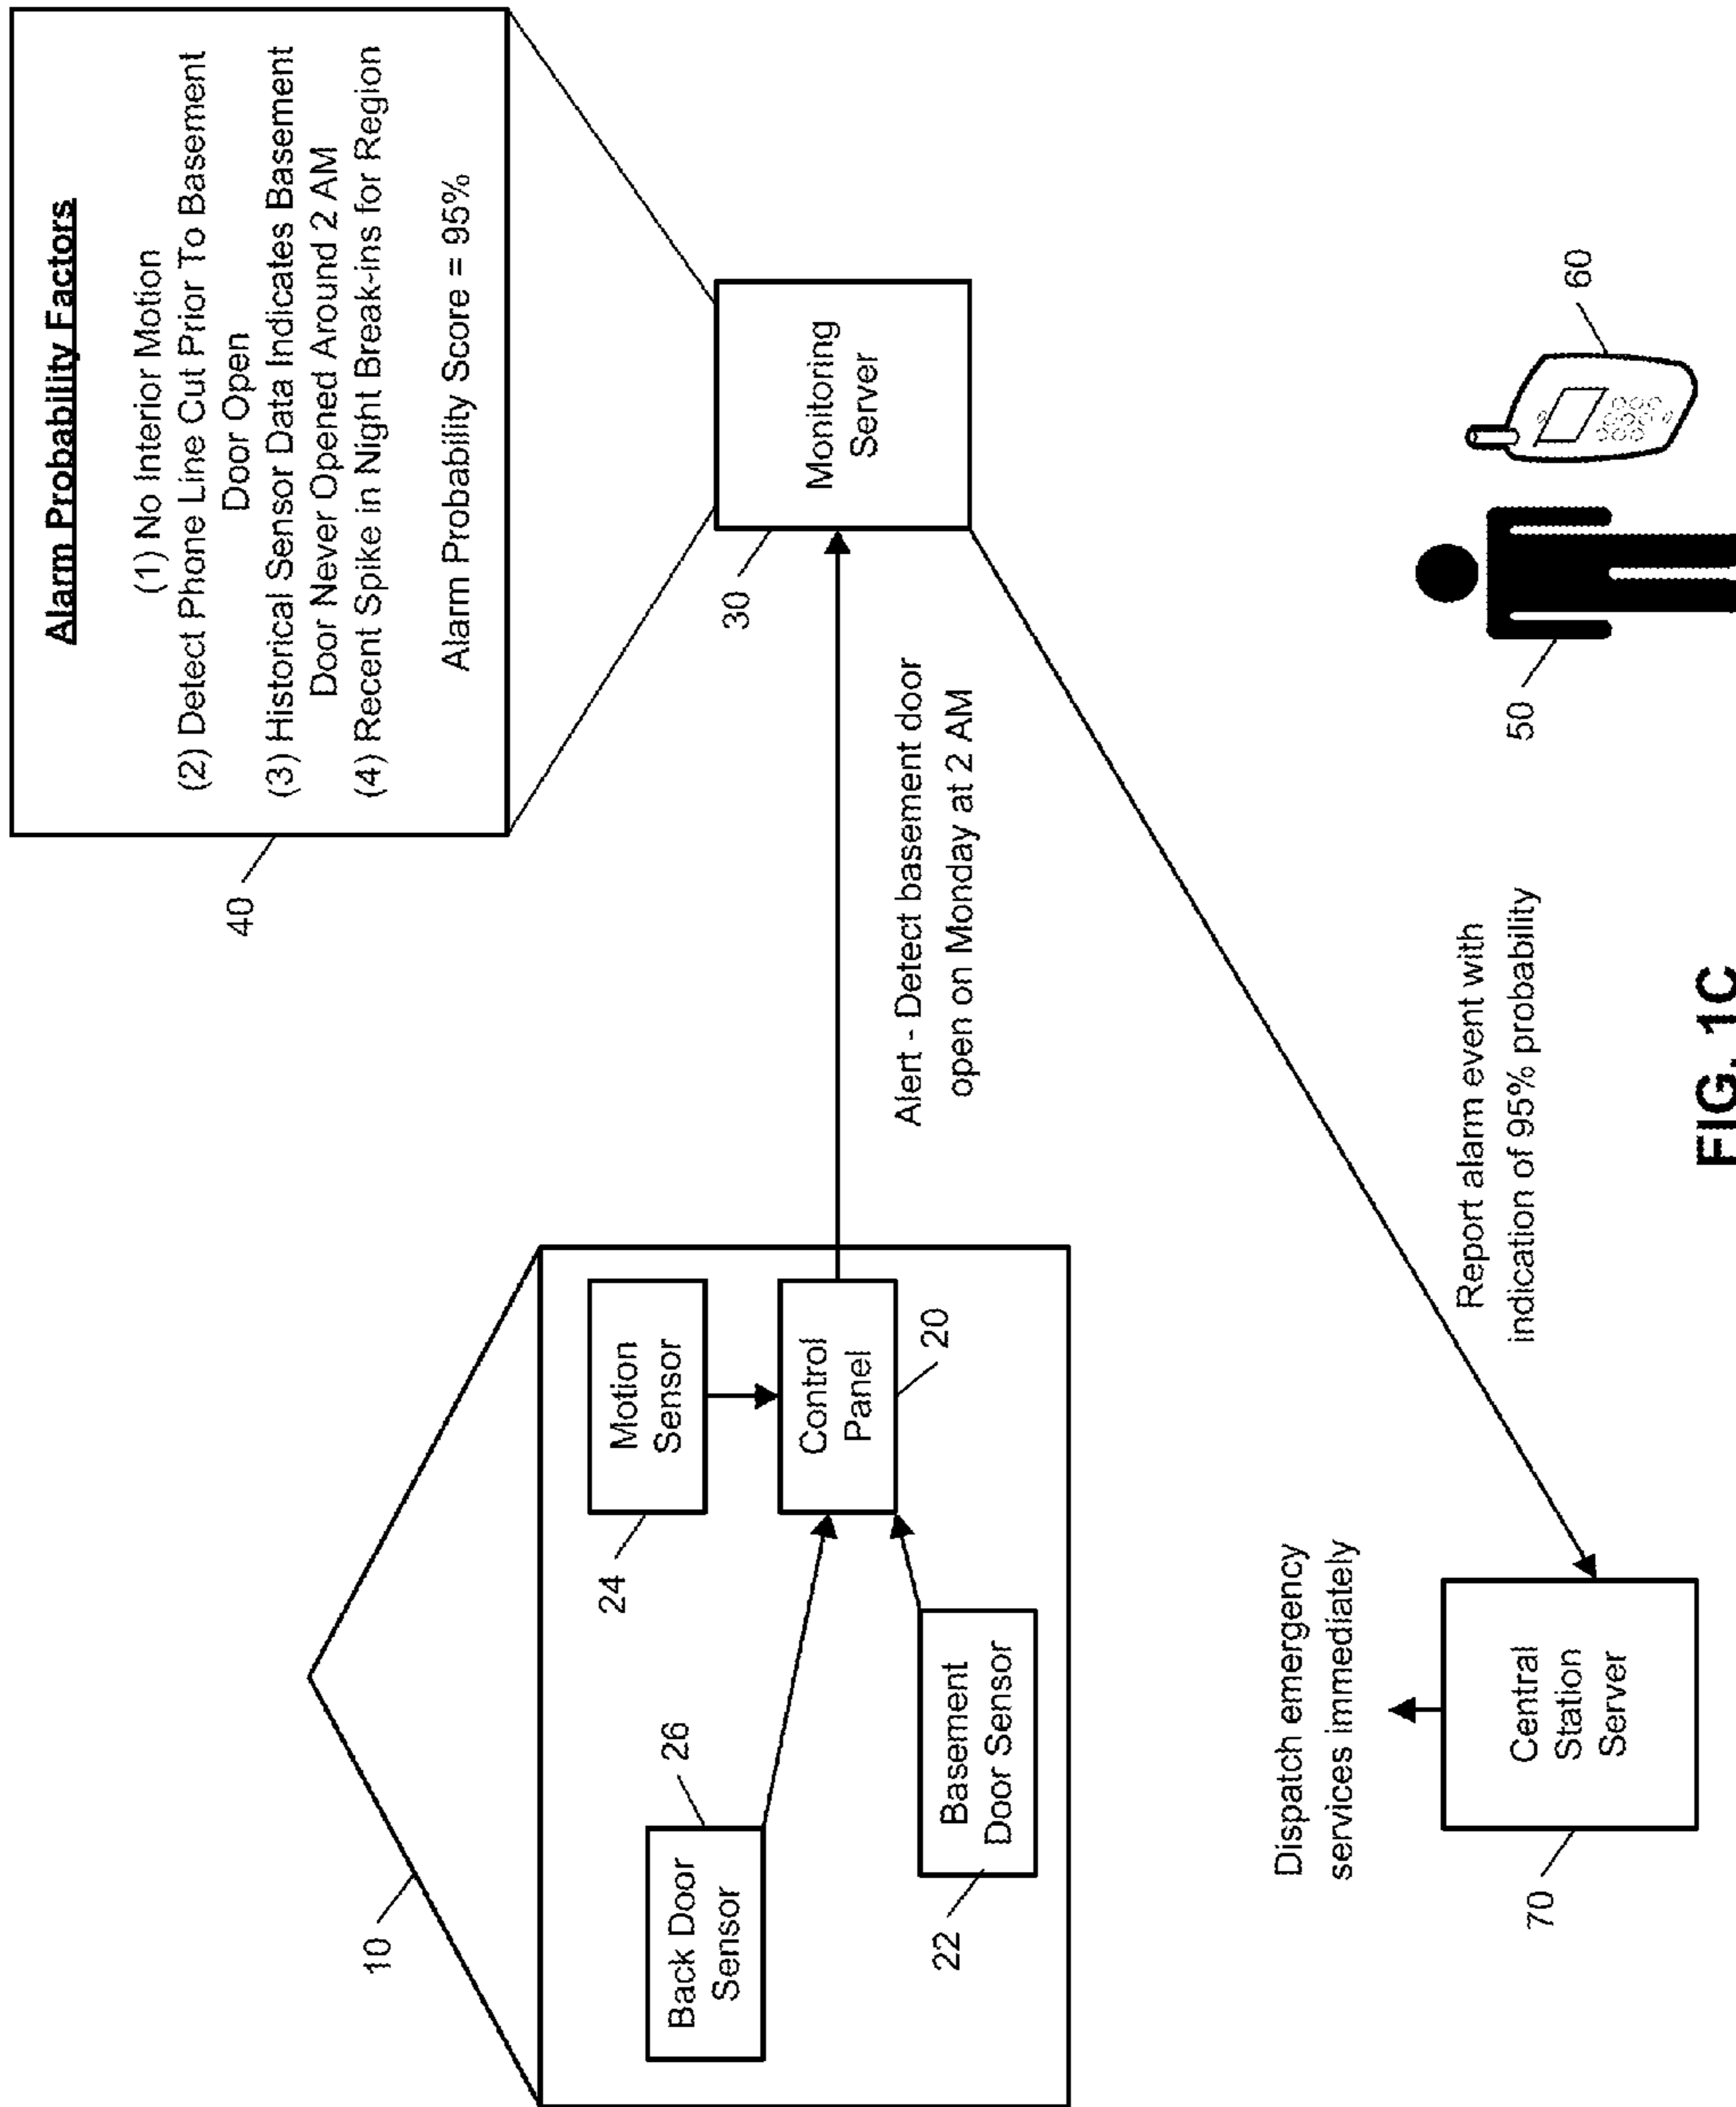 Alarm Probability Factors
(1) No Interior Motion
(2) Detect Phone Line Cut Prior To Basement
Door Open
(3) Historical Sensor Data Indicates Basement
Door Never Opened Around 2 AM
(4) Recent Spike in Night Break-ins for Region
Alarm Probability Score = 95%
40
10
Back Door
Sensor
26
Motion
Sensor
24
Control
Panel
20
Basement
Door Sensor
22
Alert - Detect basement door
open on Monday at 2 AM
30
Monitoring
Server
Dispatch emergency
services immediately
Central
Station
Server
70
Report alarm event with
indication of 95% probability
50
60
FIG. 1C